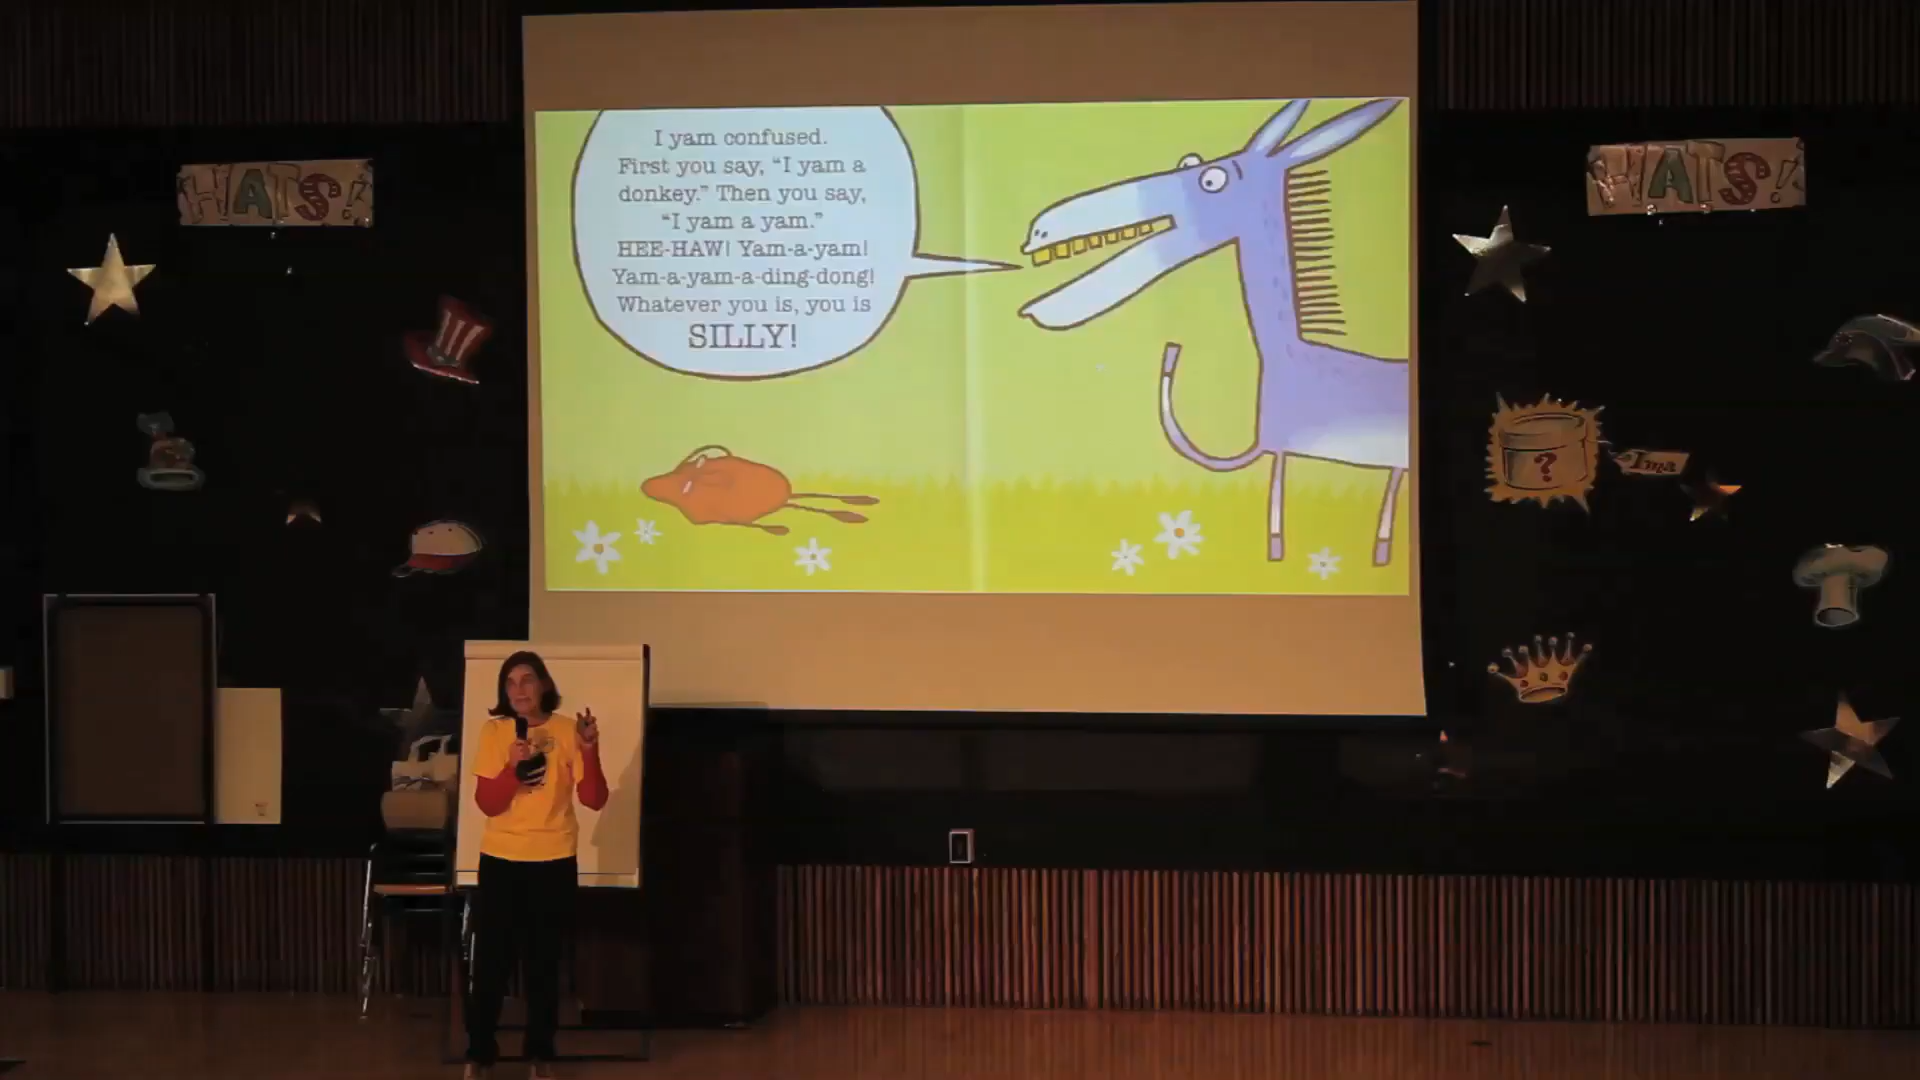 I yam confused.
First you say, “I yam a
donkey.” Then you say,
“I yam a yam.”
HEE-HAW! Yam-a-yam!
Yam-a-yam-a-ding-dong!
Whatever you is, you is
SILLY!
HATS!
HATS!
?